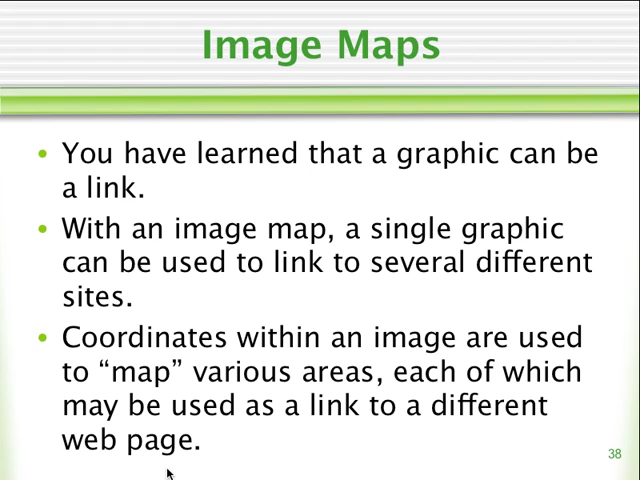 Image Maps
• You have learned that a graphic can be
a link.
• With an image map, a single graphic
can be used to link to several different
sites.
• Coordinates within an image are used
to “map” various areas, each of which
may be used as a link to a different
web page.
38